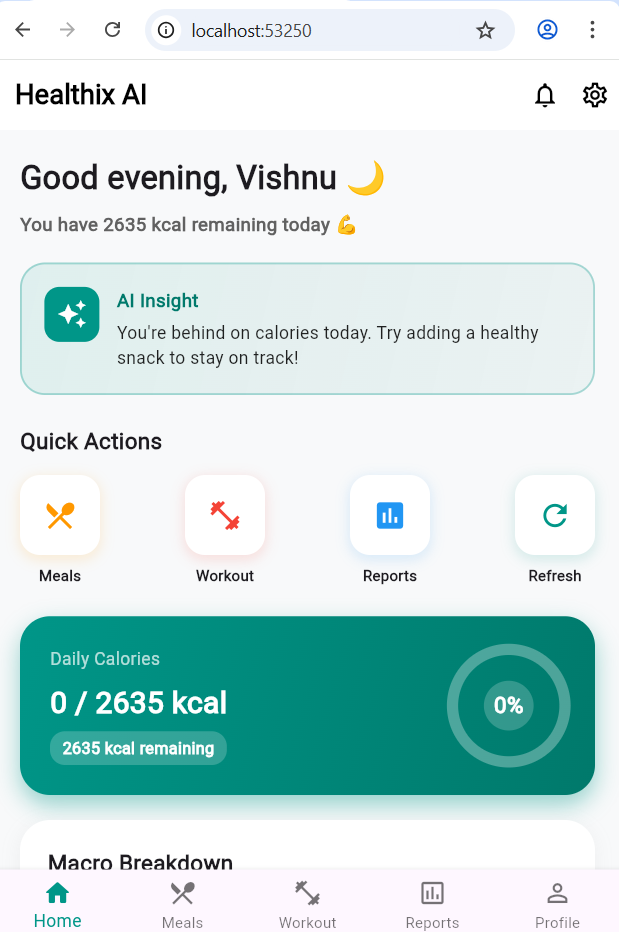 localhost:53250
Healthix AI
Good evening, Vishnu 🌙
You have 2635 kcal remaining today 💪
AI Insight
You're behind on calories today. Try adding a healthy
snack to stay on track!
Quick Actions
Meals
Workout
Reports
Refresh
Daily Calories
0 / 2635 kcal
2635 kcal remaining
0%
Macro Breakdown
Home
Meals
Workout
Reports
Profile